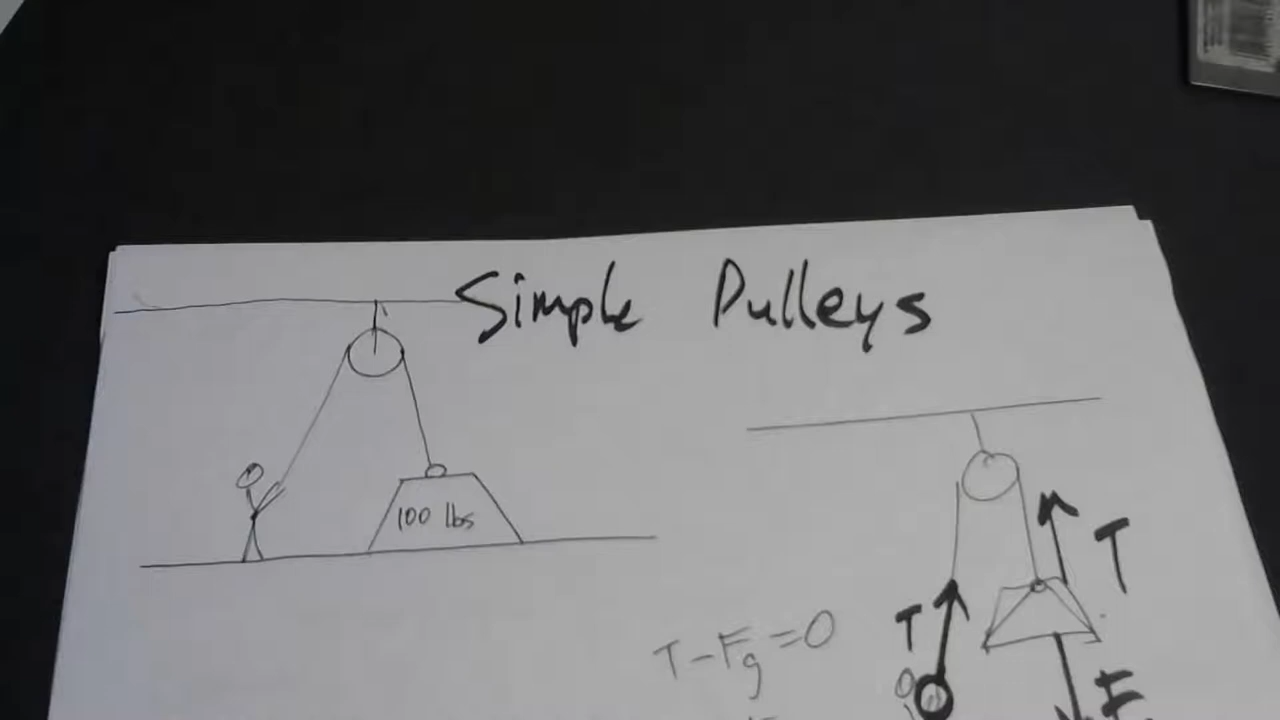 Simple Pulleys
100 lbs
T
T - Fg = 0
T
F